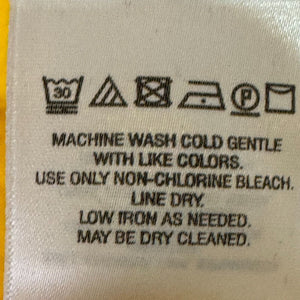 30 P
MACHINE WASH COLD GENTLE
WITH LIKE COLORS.
USE ONLY NON-CHLORINE BLEACH.
LINE DRY.
LOW IRON AS NEEDED.
MAY BE DRY CLEANED.